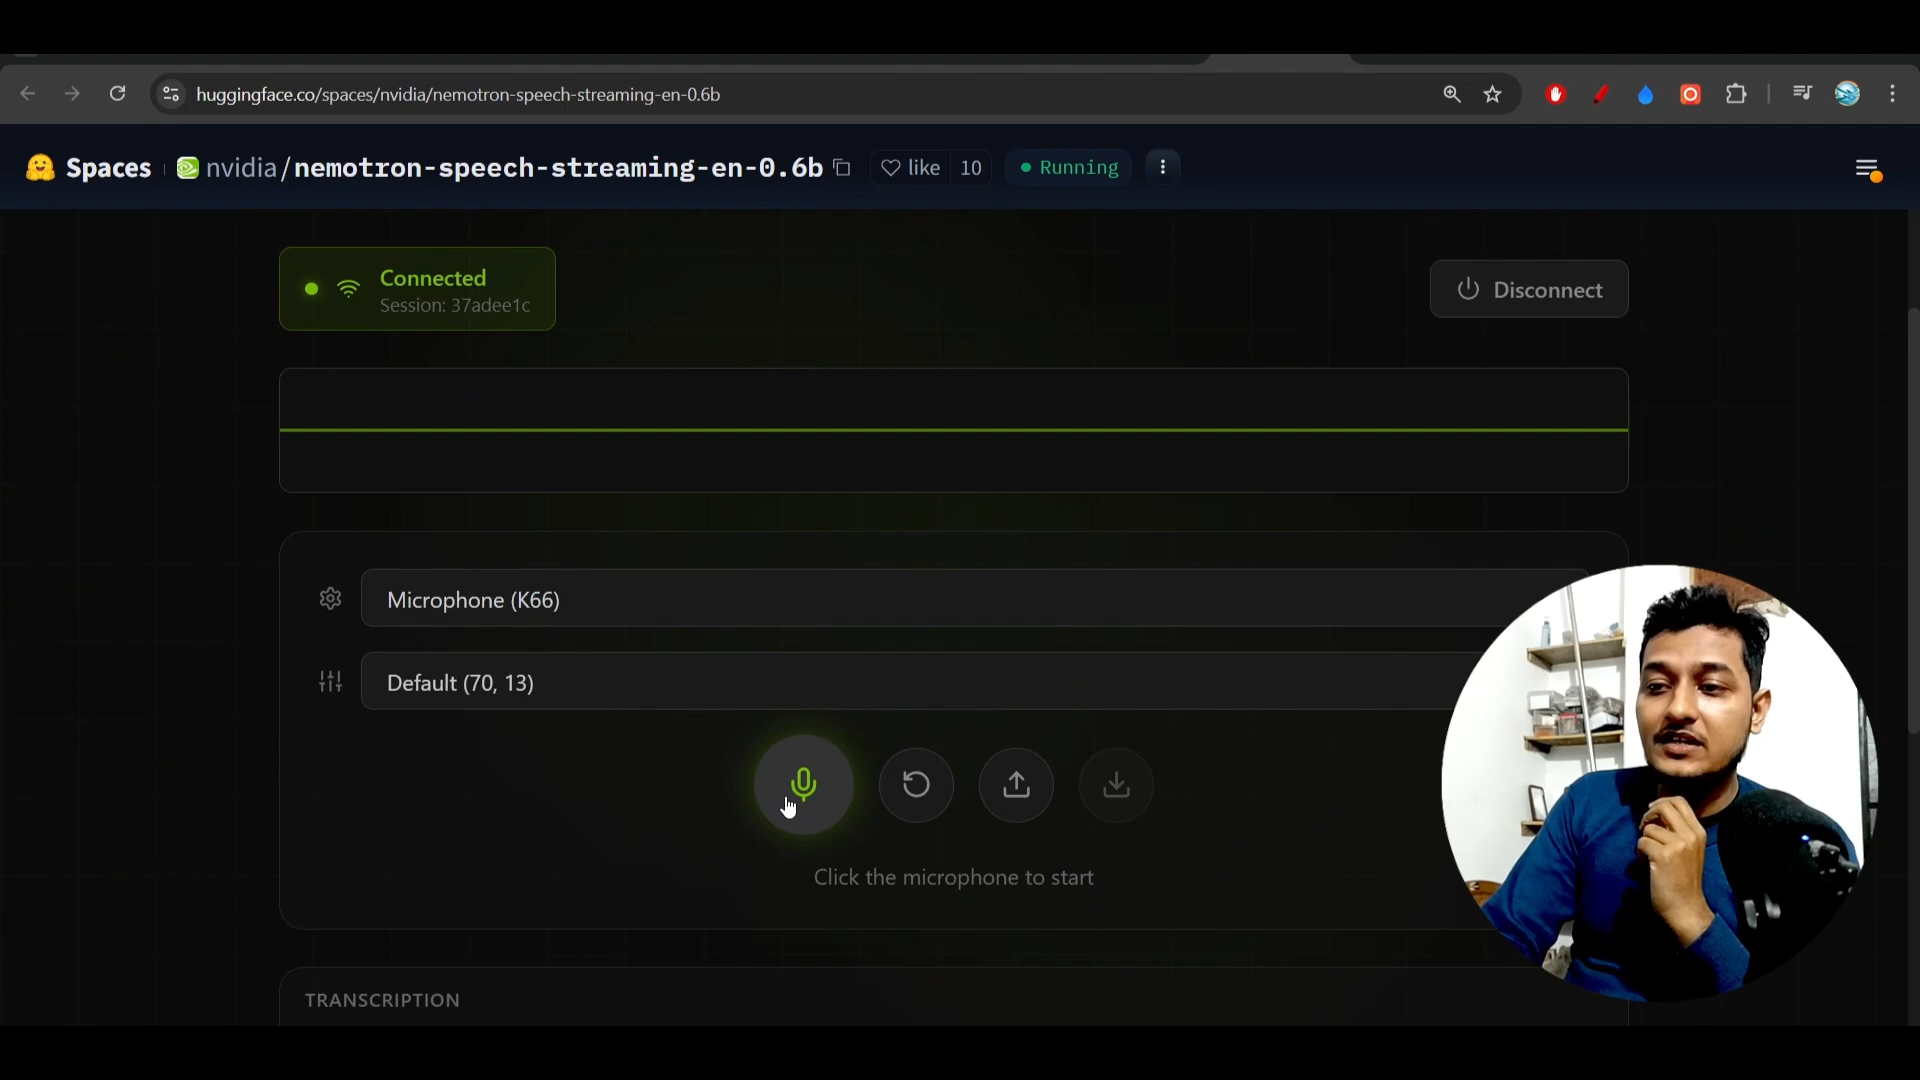 huggingface.co/spaces/nvidia/nemotron-speech-streaming-en-0.6b
Spaces nvidia/nemotron-speech-streaming-en-0.6b like 10 Running
Connected
Session: 37adee1c
Disconnect
Microphone (K66)
Default (70, 13)
Click the microphone to start
TRANSCRIPTION